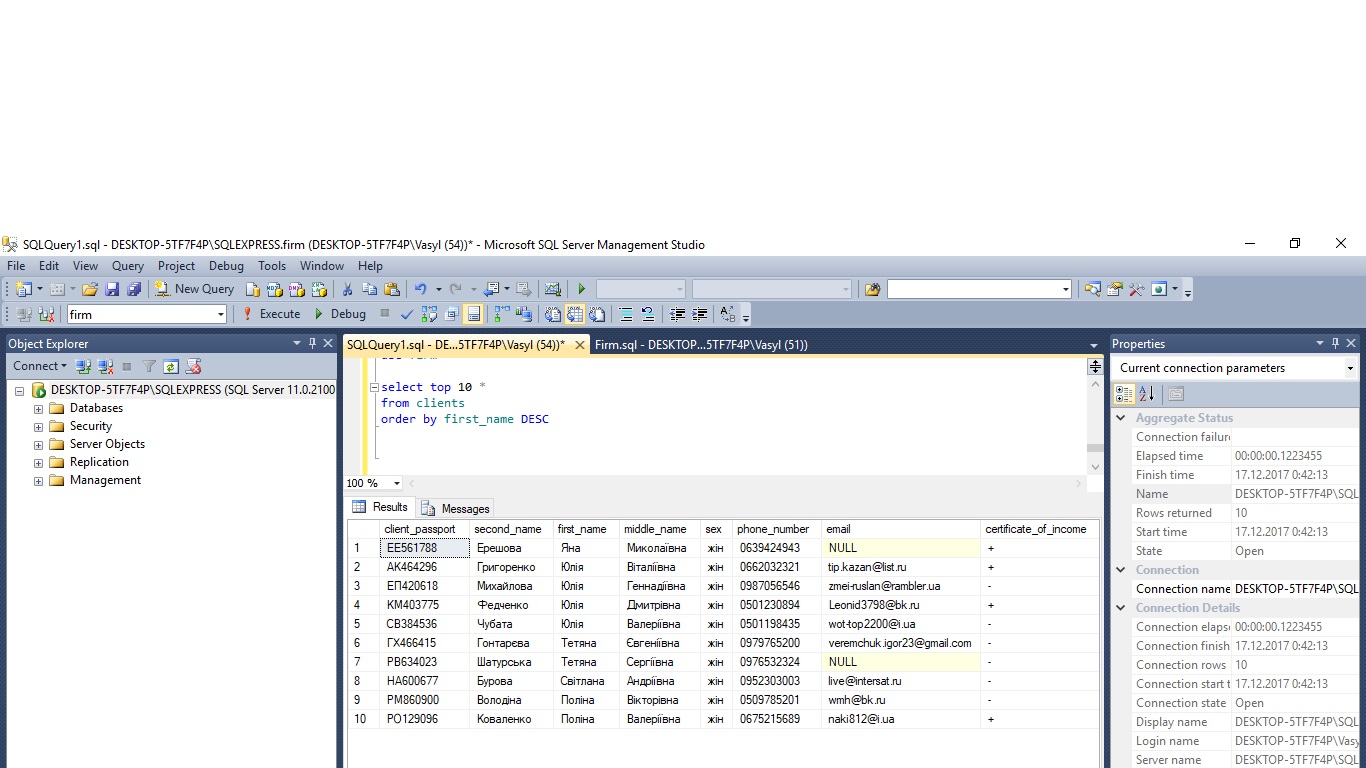 SQLQuery1.sql - DESKTOP-5TF7F4P\SQLEXPRESS.firm (DESKTOP-5TF7F4P\Vasyl (54))* - Microsoft SQL Server Management Studio
File Edit View Query Project Debug Tools Window Help
New Query
firm Execute Debug
Object Explorer
Connect
DESKTOP-5TF7F4P\SQLEXPRESS (SQL Server 11.0.2100
Databases
Security
Server Objects
Replication
Management
SQLQuery1.sql - DE...5TF7F4P\Vasyl (54))* Firm.sql - DESKTOP...5TF7F4P\Vasyl (51))
select top 10 *
from clients
order by first_name DESC
100 %
Results Messages
client_passport second_name first_name middle_name sex phone_number email certificate_of_income
1 ЕЕ561788 Ерешова Яна Миколаївна жін 0639424943 NULL +
2 АК464296 Григоренко Юлія Віталіївна жін 0662032321 tip.kazan@list.ru +
3 ЕП420618 Михайлова Юлія Геннадіївна жін 0987056546 zmei-ruslan@rambler.ua -
4 КМ403775 Федченко Юлія Дмитрівна жін 0501230894 Leonid3798@bk.ru +
5 СВ384536 Чубата Юлія Валеріївна жін 0501198435 wot-top2200@i.ua -
6 ГХ466415 Гонтарєва Тетяна Євгеніївна жін 0979765200 veremchuk.igor23@gmail.com -
7 РВ634023 Шатурська Тетяна Сергіївна жін 0976532324 NULL -
8 НА600677 Бурова Світлана Андріївна жін 0952303003 live@intersat.ru -
9 РМ860900 Володіна Поліна Вікторівна жін 0509785201 wmh@bk.ru -
10 РО129096 Коваленко Поліна Валеріївна жін 0675215689 naki812@i.ua +
Properties
Current connection parameters
Aggregate Status
Connection failur
Elapsed time 00:00:00.1223455
Finish time 17.12.2017 0:42:13
Name DESKTOP-5TF7F4P\SQL
Rows returned 10
Start time 17.12.2017 0:42:13
State Open
Connection
Connection name DESKTOP-5TF7F4P\SQL
Connection Details
Connection elaps 00:00:00.1223455
Connection finish 17.12.2017 0:42:13
Connection rows 10
Connection start t 17.12.2017 0:42:13
Connection state Open
Display name DESKTOP-5TF7F4P\SQL
Login name DESKTOP-5TF7F4P\Vasy
Server name DESKTOP-5TF7F4P\SQL